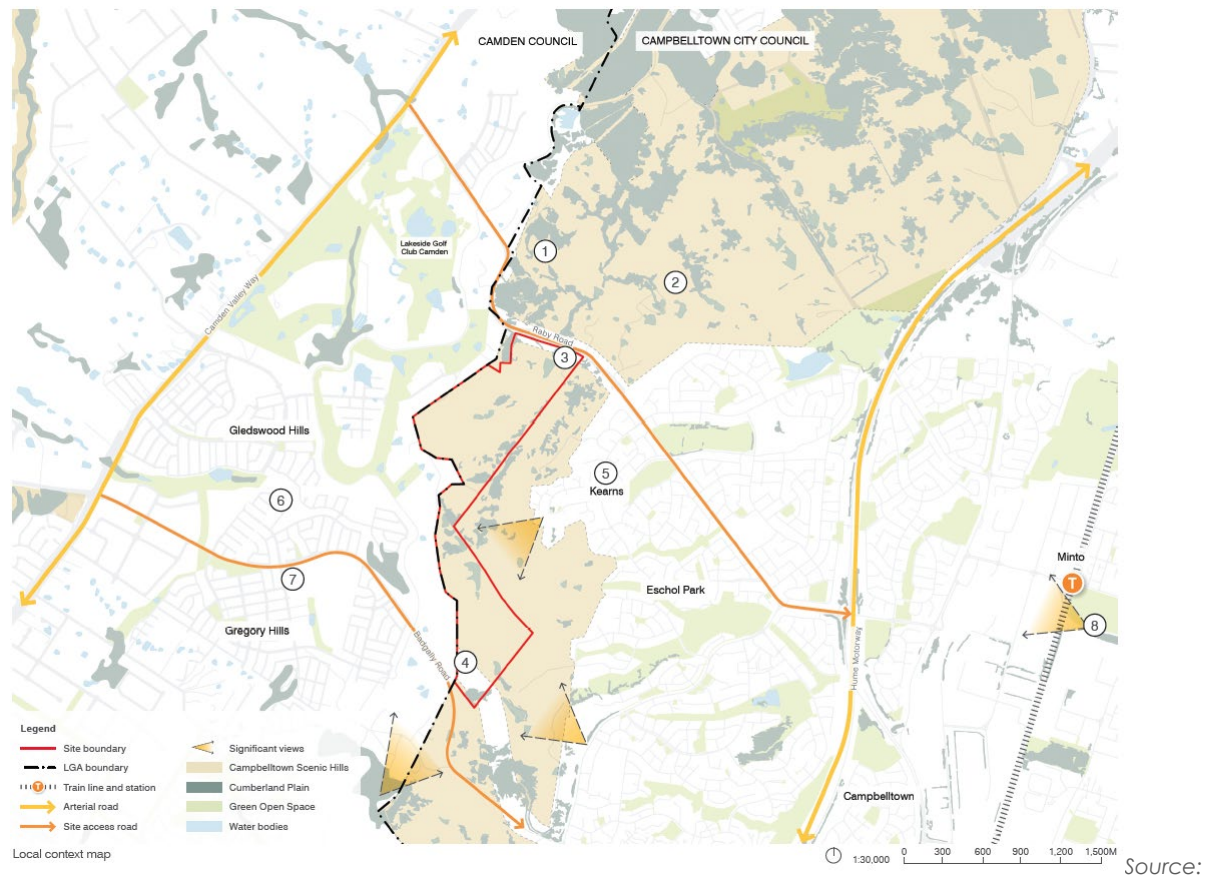 CAMDEN COUNCIL
CAMPBELLTOWN CITY COUNCIL
Lakeside Golf
Club Camden
1
2
Camden Valley Way
Raby Road
3
Gledswood Hills
5
Kearns
6
Minto
T
7
Eschol Park
8
Gregory Hills
Badgally Road
4
Hume Motorway
Campbelltown
Legend
Site boundary
LGA boundary
T
Train line and station
Arterial road
Site access road
Significant views
Campbelltown Scenic Hills
Cumberland Plain
Green Open Space
Water bodies
Local context map
1:30,000
0 300 600 900 1,200 1,500M
Source: